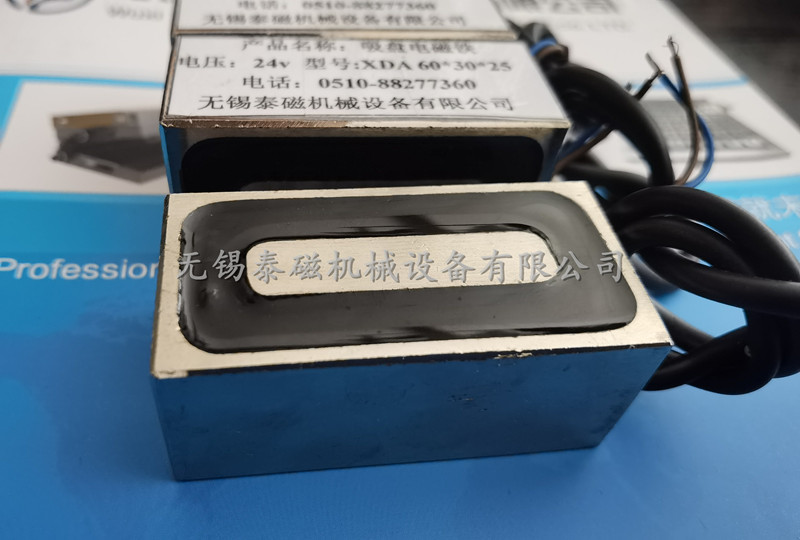 电话: 0510-88277360
无锡泰磁机械设备有限公司
产品名称: 吸盘电磁铁
电压: 24v 型号:XDA 60*30*25
电话: 0510-88277360
无锡泰磁机械设备有限公司
Profession
无锡泰磁机械设备有限公司